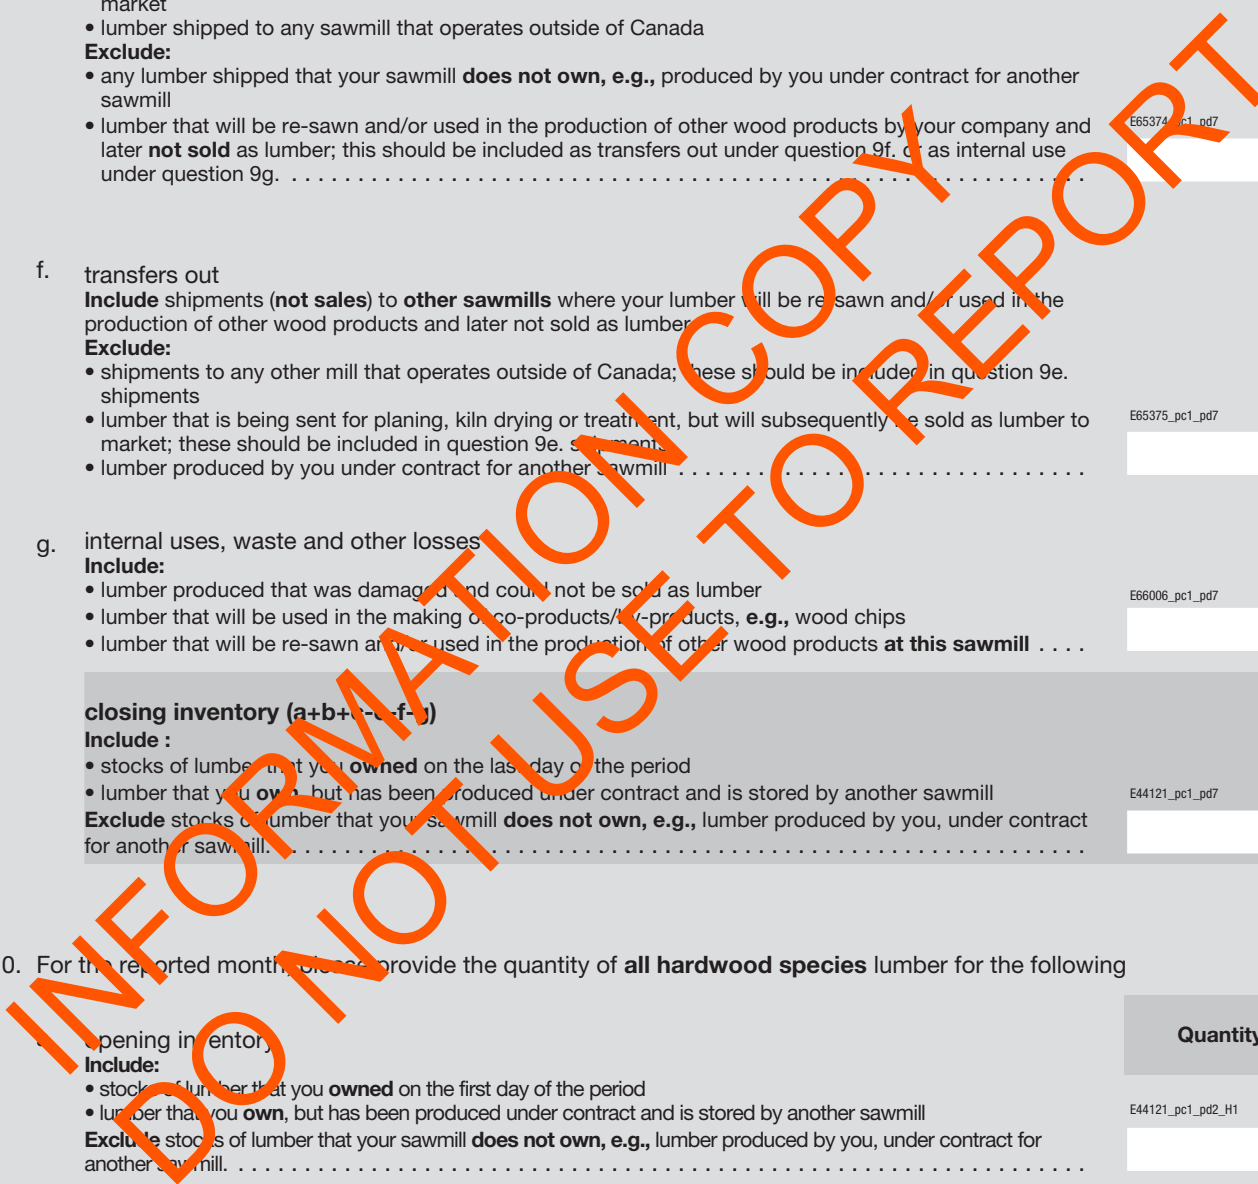 market
• lumber shipped to any sawmill that operates outside of Canada
Exclude:
• any lumber shipped that your sawmill does not own, e.g., produced by you under contract for another
sawmill
• lumber that will be re-sawn and/or used in the production of other wood products by your company and
later not sold as lumber; this should be included as transfers out under question 9f. or as internal use
under question 9g. . . . . . . . . . . . . . . . . . . . . . . . . . . . . . . . . . . . . . . . . . . . . . . . . . . . . . . . . . . . .
E65374_pc1_pd7
f. transfers out
Include shipments (not sales) to other sawmills where your lumber will be re-sawn and/or used in the
production of other wood products and later not sold as lumber
Exclude:
• shipments to any other mill that operates outside of Canada; these should be included in question 9e.
shipments
• lumber that is being sent for planing, kiln drying or treatment, but will subsequently be sold as lumber to
market; these should be included in question 9e. shipments
• lumber produced by you under contract for another sawmill . . . . . . . . . . . . . . . . . . . . . . . . . . . . . . .
E65375_pc1_pd7
g. internal uses, waste and other losses
Include:
• lumber produced that was damaged and could not be sold as lumber
• lumber that will be used in the making of co-products/by-products, e.g., wood chips
• lumber that will be re-sawn and/or used in the production of other wood products at this sawmill . . . .
E66006_pc1_pd7
closing inventory (a+b+c-e-f-g)
Include :
• stocks of lumber that you owned on the last day of the period
• lumber that you own, but has been produced under contract and is stored by another sawmill
Exclude stocks of lumber that your sawmill does not own, e.g., lumber produced by you, under contract
for another sawmill. . . . . . . . . . . . . . . . . . . . . . . . . . . . . . . . . . . . . . . . . . . . . . . . . . . . . . . . . . . . . .
E44121_pc1_pd7
0. For the reported month, please provide the quantity of all hardwood species lumber for the following
Quantity
a. opening inventory
Include:
• stocks of lumber that you owned on the first day of the period
• lumber that you own, but has been produced under contract and is stored by another sawmill
Exclude stocks of lumber that your sawmill does not own, e.g., lumber produced by you, under contract for
another sawmill. . . . . . . . . . . . . . . . . . . . . . . . . . . . . . . . . . . . . . . . . . . . . . . . . . . . . . . . . . . . . . . . .
E44121_pc1_pd2_H1
INFORMATION COPY
DO NOT USE TO REPORT